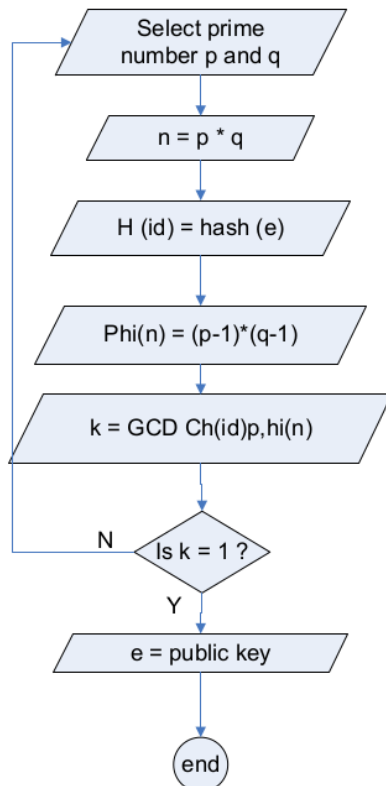 Select prime
number p and q
n = p * q
H (id) = hash (e)
Phi(n) = (p-1)*(q-1)
k = GCD Ch(id)p,hi(n)
Is k = 1 ?
N
Y
e = public key
end